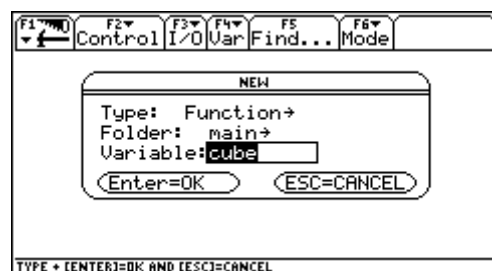 F1 F2 F3 F4 F5 F6
Control I/O Var Find... Mode
NEW
Type: Function→
Folder: main→
Variable: cube
Enter=OK ESC=CANCEL
TYPE + [ENTER]=OK AND [ESC]=CANCEL